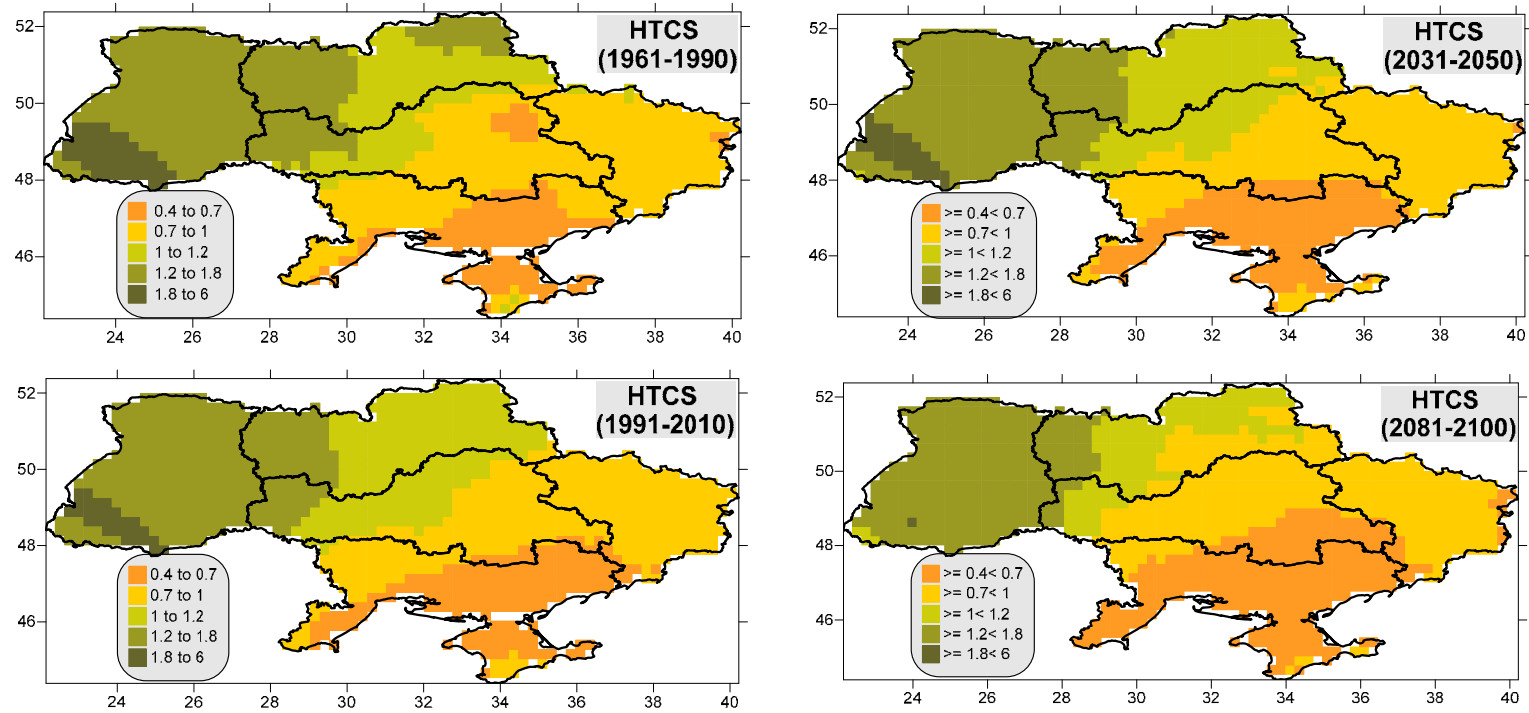 HTCS
(1961-1990)
52
50
48
46
0.4 to 0.7
0.7 to 1
1 to 1.2
1.2 to 1.8
1.8 to 6
24 26 28 30 32 34 36 38 40
HTCS
(2031-2050)
52
50
48
46
>= 0.4< 0.7
>= 0.7< 1
>= 1< 1.2
>= 1.2< 1.8
>= 1.8< 6
24 26 28 30 32 34 36 38 40
HTCS
(1991-2010)
52
50
48
46
0.4 to 0.7
0.7 to 1
1 to 1.2
1.2 to 1.8
1.8 to 6
24 26 28 30 32 34 36 38 40
HTCS
(2081-2100)
52
50
48
46
>= 0.4< 0.7
>= 0.7< 1
>= 1< 1.2
>= 1.2< 1.8
>= 1.8< 6
24 26 28 30 32 34 36 38 40